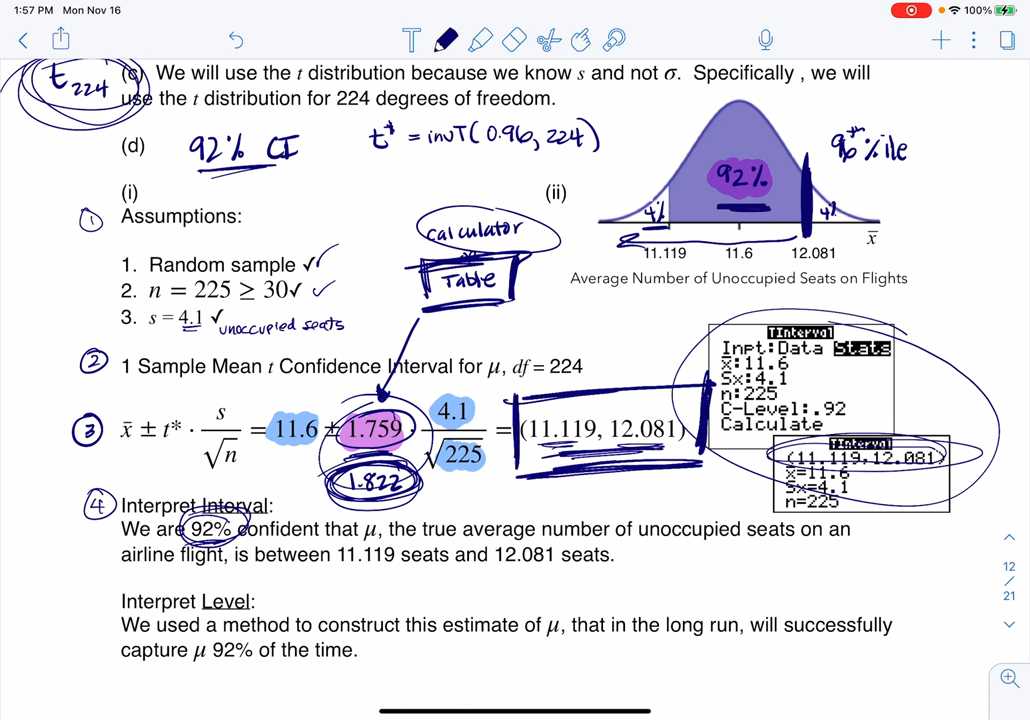 1:57 PM Mon Nov 16
100%
t224
(c) We will use the t distribution because we know s and not σ. Specifically , we will
use the t distribution for 224 degrees of freedom.
(d) 92% CI t* = invT(0.96, 224)
96th %ile
(i)
(ii)
92%
4%
4%
11.119 11.6 12.081 x̄
Average Number of Unoccupied Seats on Flights
① Assumptions:
calculator
or
Table
1. Random sample ✓✓
2. n = 225 ≥ 30✓ ✓
3. s = 4.1 ✓ unoccupied seats
② 1 Sample Mean t Confidence Interval for μ, df = 224
③ x̄ ± t* · s/√n = 11.6 ± 1.759 · 4.1/√225 = (11.119, 12.081)
1.822
TInterval
Inpt:Data Stats
x̄:11.6
Sx:4.1
n:225
C-Level:.92
Calculate
TInterval
(11.119,12.081)
x̄=11.6
Sx=4.1
n=225
④ Interpret Interval:
We are 92% confident that μ, the true average number of unoccupied seats on an
airline flight, is between 11.119 seats and 12.081 seats.
Interpret Level:
We used a method to construct this estimate of μ, that in the long run, will successfully
capture μ 92% of the time.
12
/
21